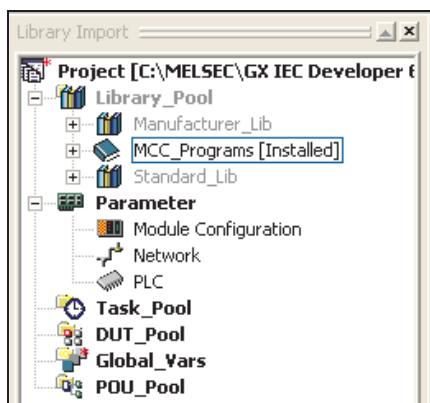 Library Import
Project [C:\MELSEC\GX IEC Developer 6
Library_Pool
Manufacturer_Lib
MCC_Programs [Installed]
Standard_Lib
Parameter
Module Configuration
Network
PLC
Task_Pool
DUT_Pool
Global_Vars
POU_Pool